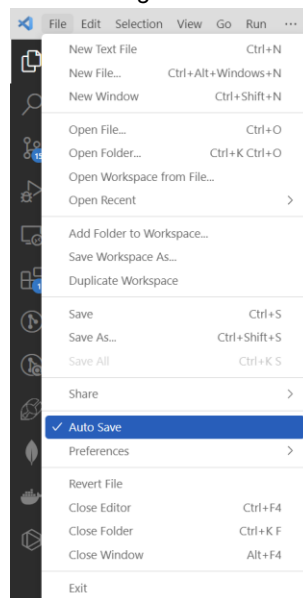 File Edit Selection View Go Run ...
New Text File Ctrl+N
New File... Ctrl+Alt+Windows+N
New Window Ctrl+Shift+N
Open File... Ctrl+O
Open Folder... Ctrl+K Ctrl+O
Open Workspace from File...
Open Recent
Add Folder to Workspace...
Save Workspace As...
Duplicate Workspace
Save Ctrl+S
Save As... Ctrl+Shift+S
Save All Ctrl+K S
Share
Auto Save
Preferences
Revert File
Close Editor Ctrl+F4
Close Folder Ctrl+K F
Close Window Alt+F4
Exit